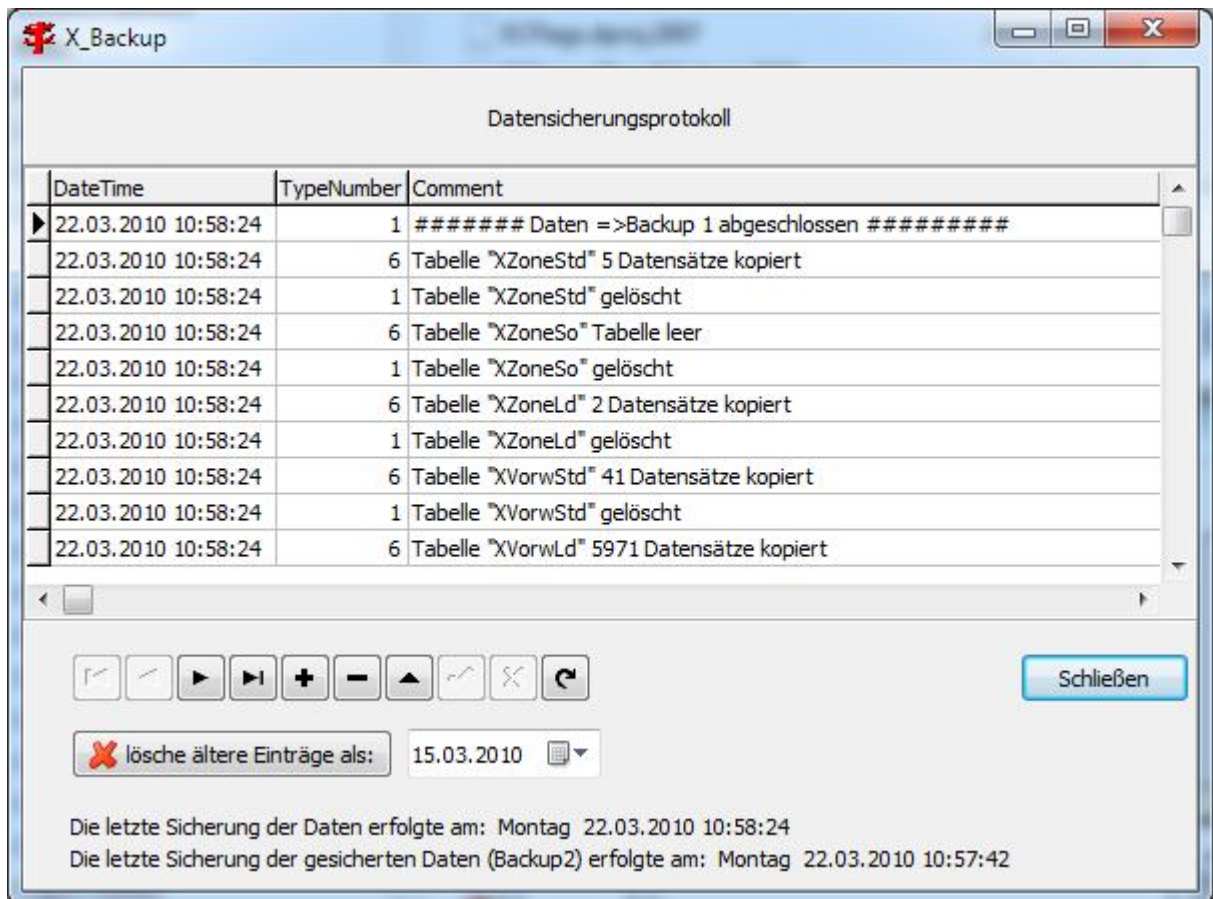 X_Backup
Datensicherungsprotokoll
DateTime TypeNumber Comment
22.03.2010 10:58:24 1 ####### Daten =>Backup 1 abgeschlossen #########
22.03.2010 10:58:24 6 Tabelle "XZoneStd" 5 Datensätze kopiert
22.03.2010 10:58:24 1 Tabelle "XZoneStd" gelöscht
22.03.2010 10:58:24 6 Tabelle "XZoneSo" Tabelle leer
22.03.2010 10:58:24 1 Tabelle "XZoneSo" gelöscht
22.03.2010 10:58:24 6 Tabelle "XZoneLd" 2 Datensätze kopiert
22.03.2010 10:58:24 1 Tabelle "XZoneLd" gelöscht
22.03.2010 10:58:24 6 Tabelle "XVorwStd" 41 Datensätze kopiert
22.03.2010 10:58:24 1 Tabelle "XVorwStd" gelöscht
22.03.2010 10:58:24 6 Tabelle "XVorwLd" 5971 Datensätze kopiert
Schließen
lösche ältere Einträge als: 15.03.2010
Die letzte Sicherung der Daten erfolgte am: Montag 22.03.2010 10:58:24
Die letzte Sicherung der gesicherten Daten (Backup2) erfolgte am: Montag 22.03.2010 10:57:42